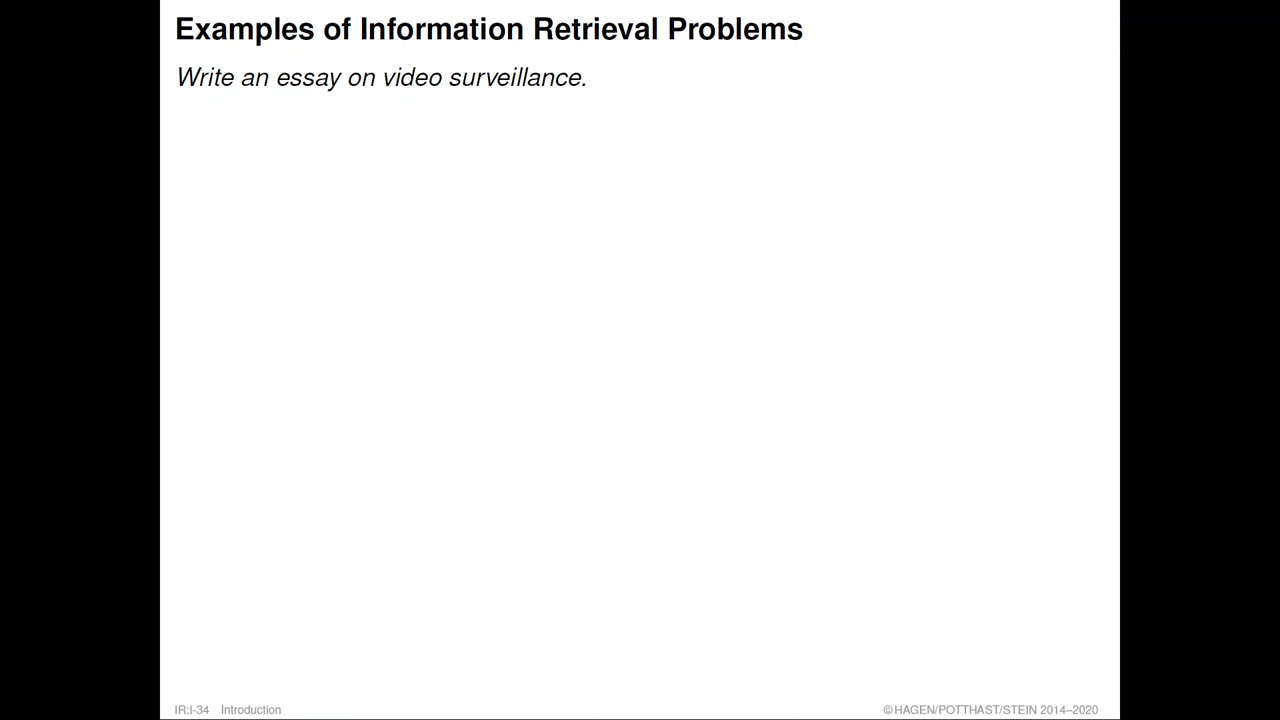 Examples of Information Retrieval Problems
Write an essay on video surveillance.
IR:I-34 Introduction
©HAGEN/POTTHAST/STEIN 2014–2020